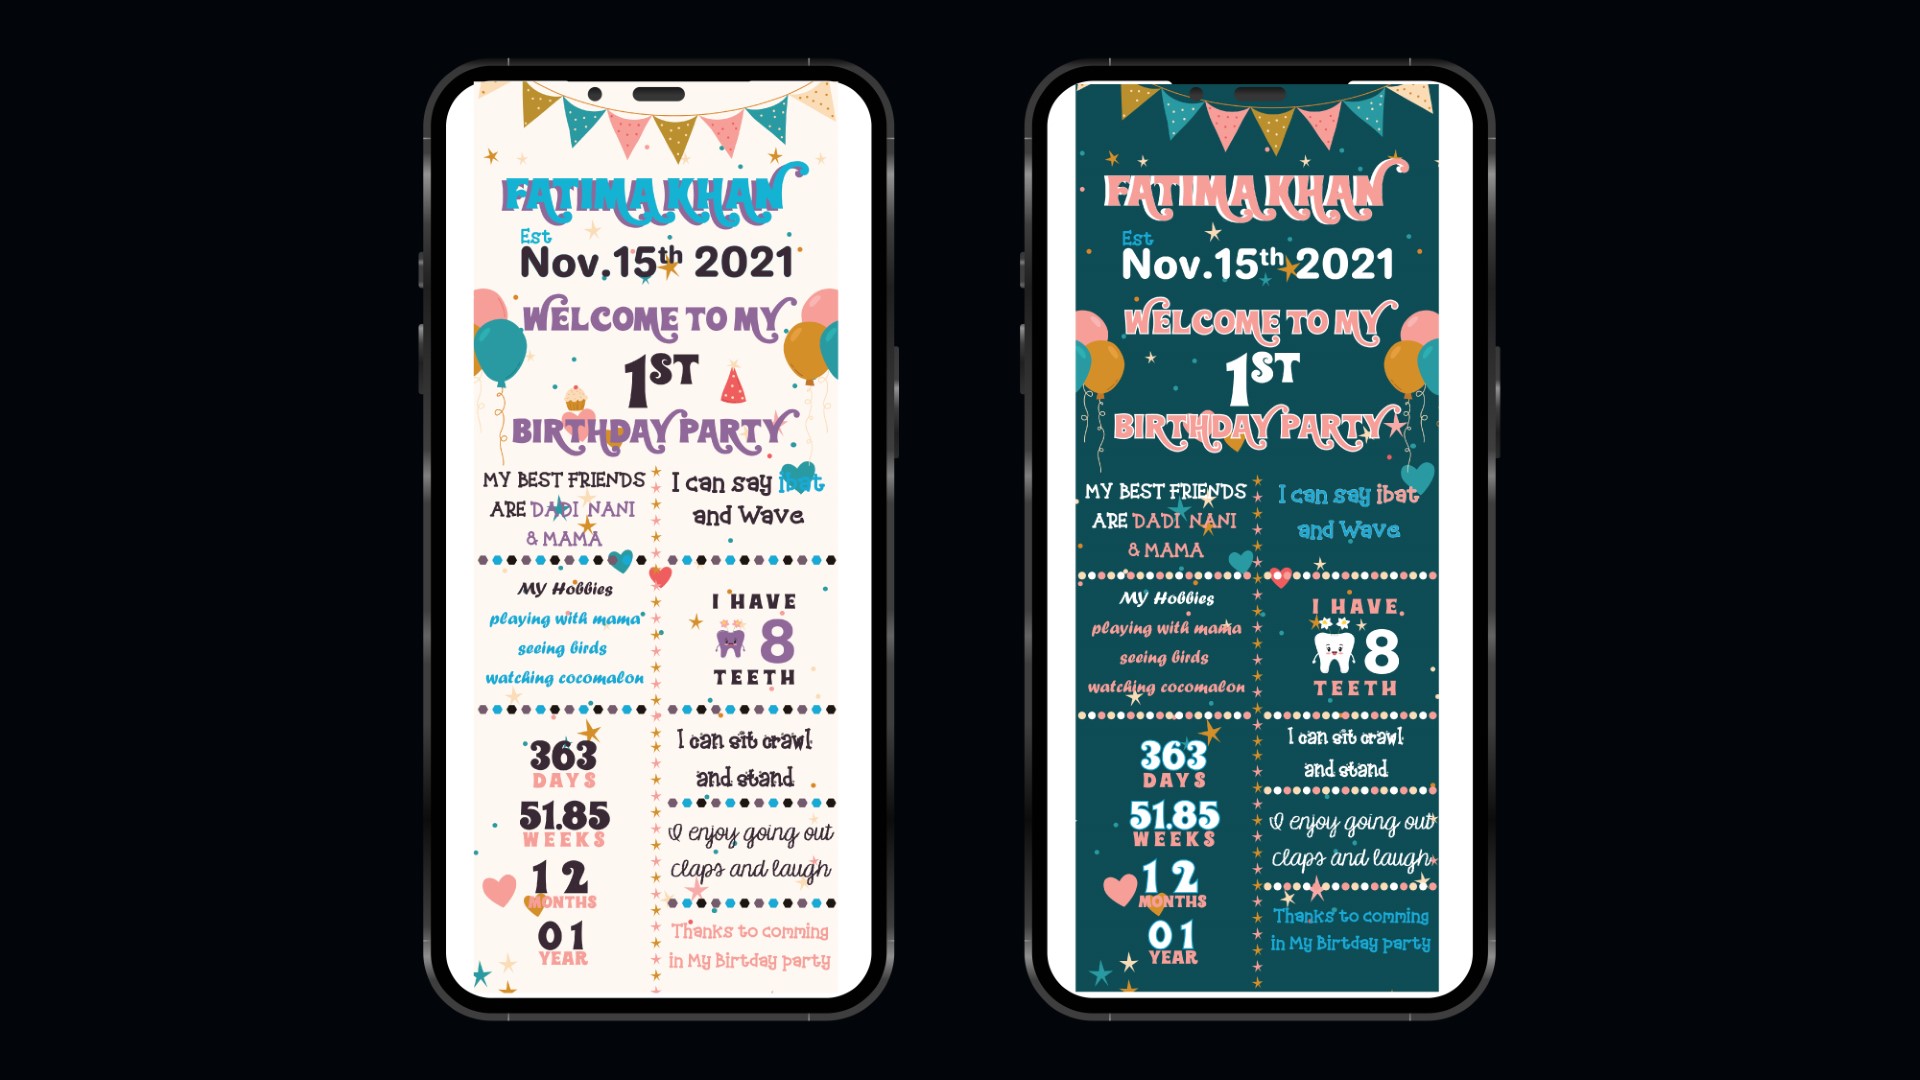 FATIMA KHAN
Est
Nov.15th 2021
WELCOME TO MY
1ST
BIRTHDAY PARTY
MY BEST FRIENDS
ARE DADI NANI
& MAMA
I can say ibat
and Wave
My Hobbies
playing with mama
seeing birds
watching cocomalon
I HAVE
8
TEETH
363
DAYS
51.85
WEEKS
12
MONTHS
01
YEAR
I can sit crawl
and stand
I enjoy going out
claps and laugh
Thanks to comming
in My Birtday party
FATIMA KHAN
Est
Nov.15th 2021
WELCOME TO MY
1ST
BIRTHDAY PARTY
MY BEST FRIENDS
ARE DADI NANI
& MAMA
I can say ibat
and Wave
My Hobbies
playing with mama
seeing birds
watching cocomalon
I HAVE
8
TEETH
363
DAYS
51.85
WEEKS
12
MONTHS
01
YEAR
I can sit crawl
and stand
I enjoy going out
claps and laugh
Thanks to comming
in My Birtday party